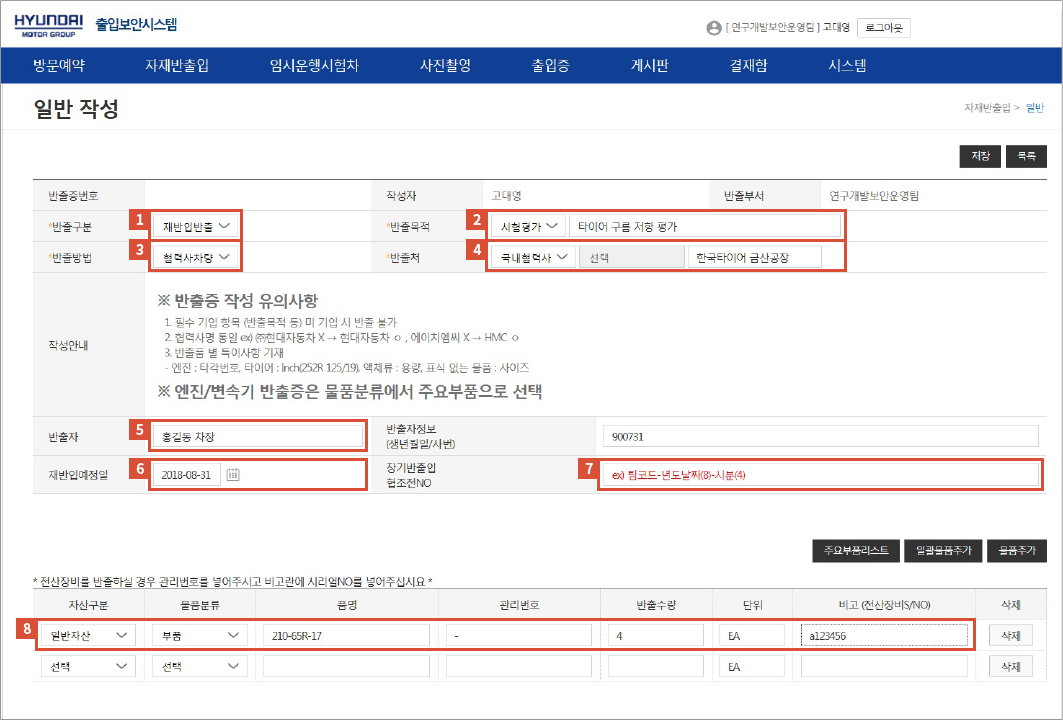 HYUNDAI
MOTOR GROUP
출입보안시스템
[ 연구개발보안운영팀 ] 고대영 로그아웃
방문예약 자재반출입 임시운행시험차 사진촬영 출입증 게시판 결재함 시스템
일반 작성
자재반출입 > 일반
저장 목록
반출증번호 작성자 고대영 반출부서 연구개발보안운영팀
*반출구분 1 재반입반출 *반출목적 2 시험평가 타이어 구름 저항 평가
*반출방법 3 협력사차량 *반출처 4 국내협력사 선택 한국타이어 금산공장
작성안내
※ 반출증 작성 유의사항
1. 필수 기입 항목 (반출목적 등) 미 기입 시 반출 불가
2. 협력사명 통일 ex) ㈜현대자동차 X → 현대자동차 ㅇ , 에이치엠씨 X → HMC ㅇ
3. 반출품 별 특이사항 기재
- 엔진 : 타각번호, 타이어 : Inch(252R 125/19), 액체류 : 용량, 표식 없는 물품 : 사이즈
※ 엔진/변속기 반출증은 물품분류에서 주요부품으로 선택
반출자 5 홍길동 차장 반출자정보
(생년월일/사번) 900731
재반입예정일 6 2018-08-31 장기반출입
협조전NO 7 ex) 팀코드-년도날짜(8)-시분(4)
주요부품리스트 일괄물품추가 물품추가
* 전산장비를 반출하실 경우 관리번호를 넣어주시고 비고란에 시리얼NO를 넣어주십시요 *
자산구분 물품분류 품명 관리번호 반출수량 단위 비고 (전산장비S/NO) 삭제
8 일반자산 부품 210-65R-17 - 4 EA a123456 삭제
선택 선택 EA 삭제